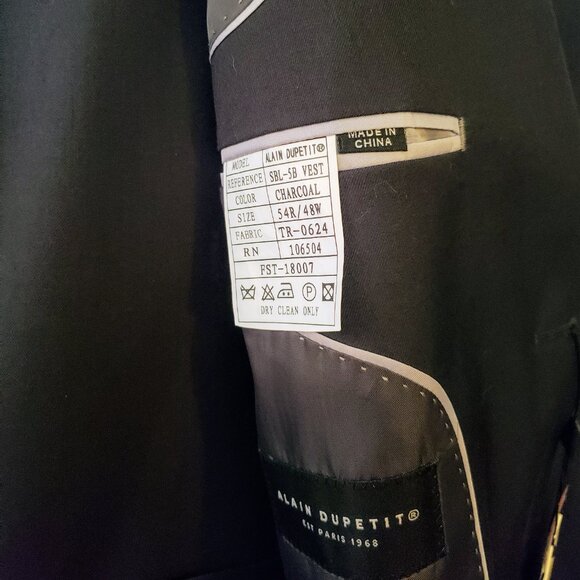 MADE IN
CHINA
MODEL ALAIN DUPETIT®
REFERENCE SBL-5B VEST
COLOR CHARCOAL
SIZE 54R/48W
FABRIC TR-0624
RN 106504
FST-18007
P
DRY CLEAN ONLY
ALAIN DUPETIT®
EST PARIS 1968